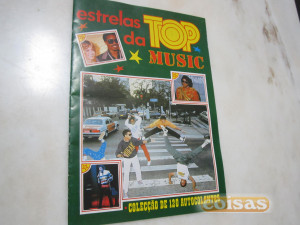 estrelas
da TOP
MUSIC
COLECÇÃO DE 120 AUTOCOLANTES
coisas